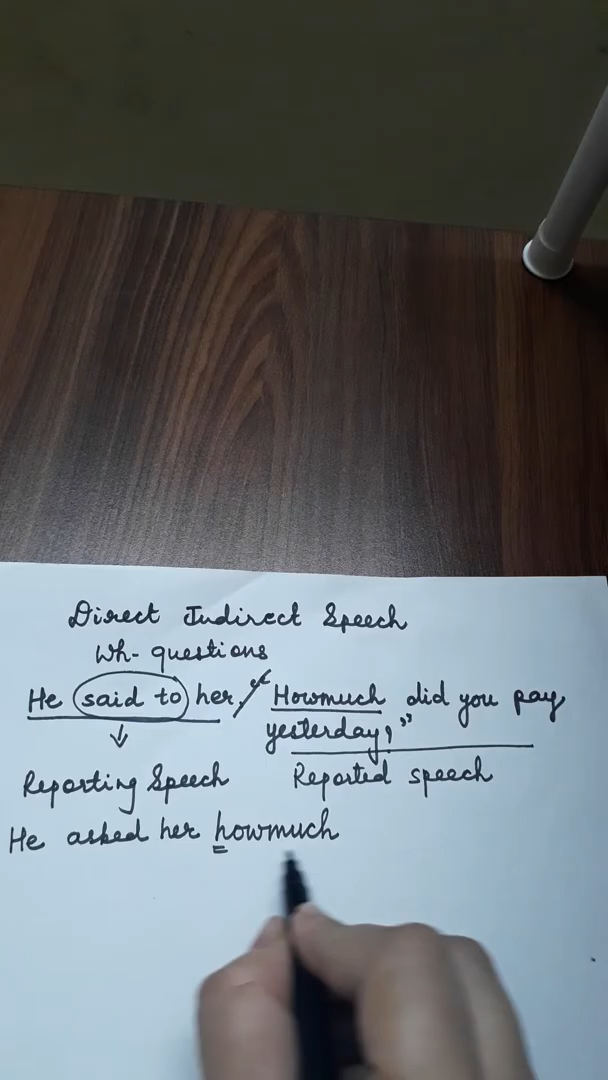 Direct Indirect Speech
Wh- questions
He said to her, "Howmuch did you pay
yesterday,"
Reporting Speech Reported speech
He asked her howmuch